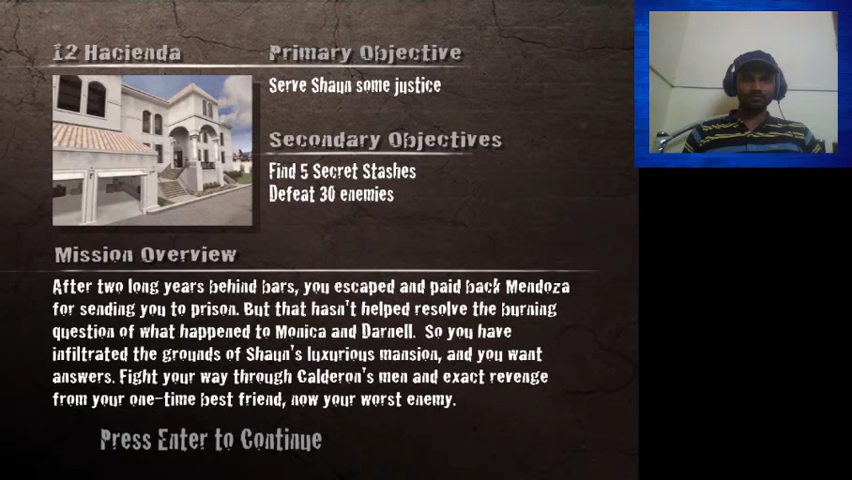 12 Hacienda
Primary Objective
Serve Shaun some justice
Secondary Objectives
Find 5 Secret Stashes
Defeat 30 enemies
Mission Overview
After two long years behind bars, you escaped and paid back Mendoza
for sending you to prison. But that hasn't helped resolve the burning
question of what happened to Monica and Darnell.  So you have
infiltrated the grounds of Shaun's luxurious mansion, and you want
answers. Fight your way through Calderon's men and exact revenge
from your one-time best friend, now your worst enemy.
Press Enter to Continue